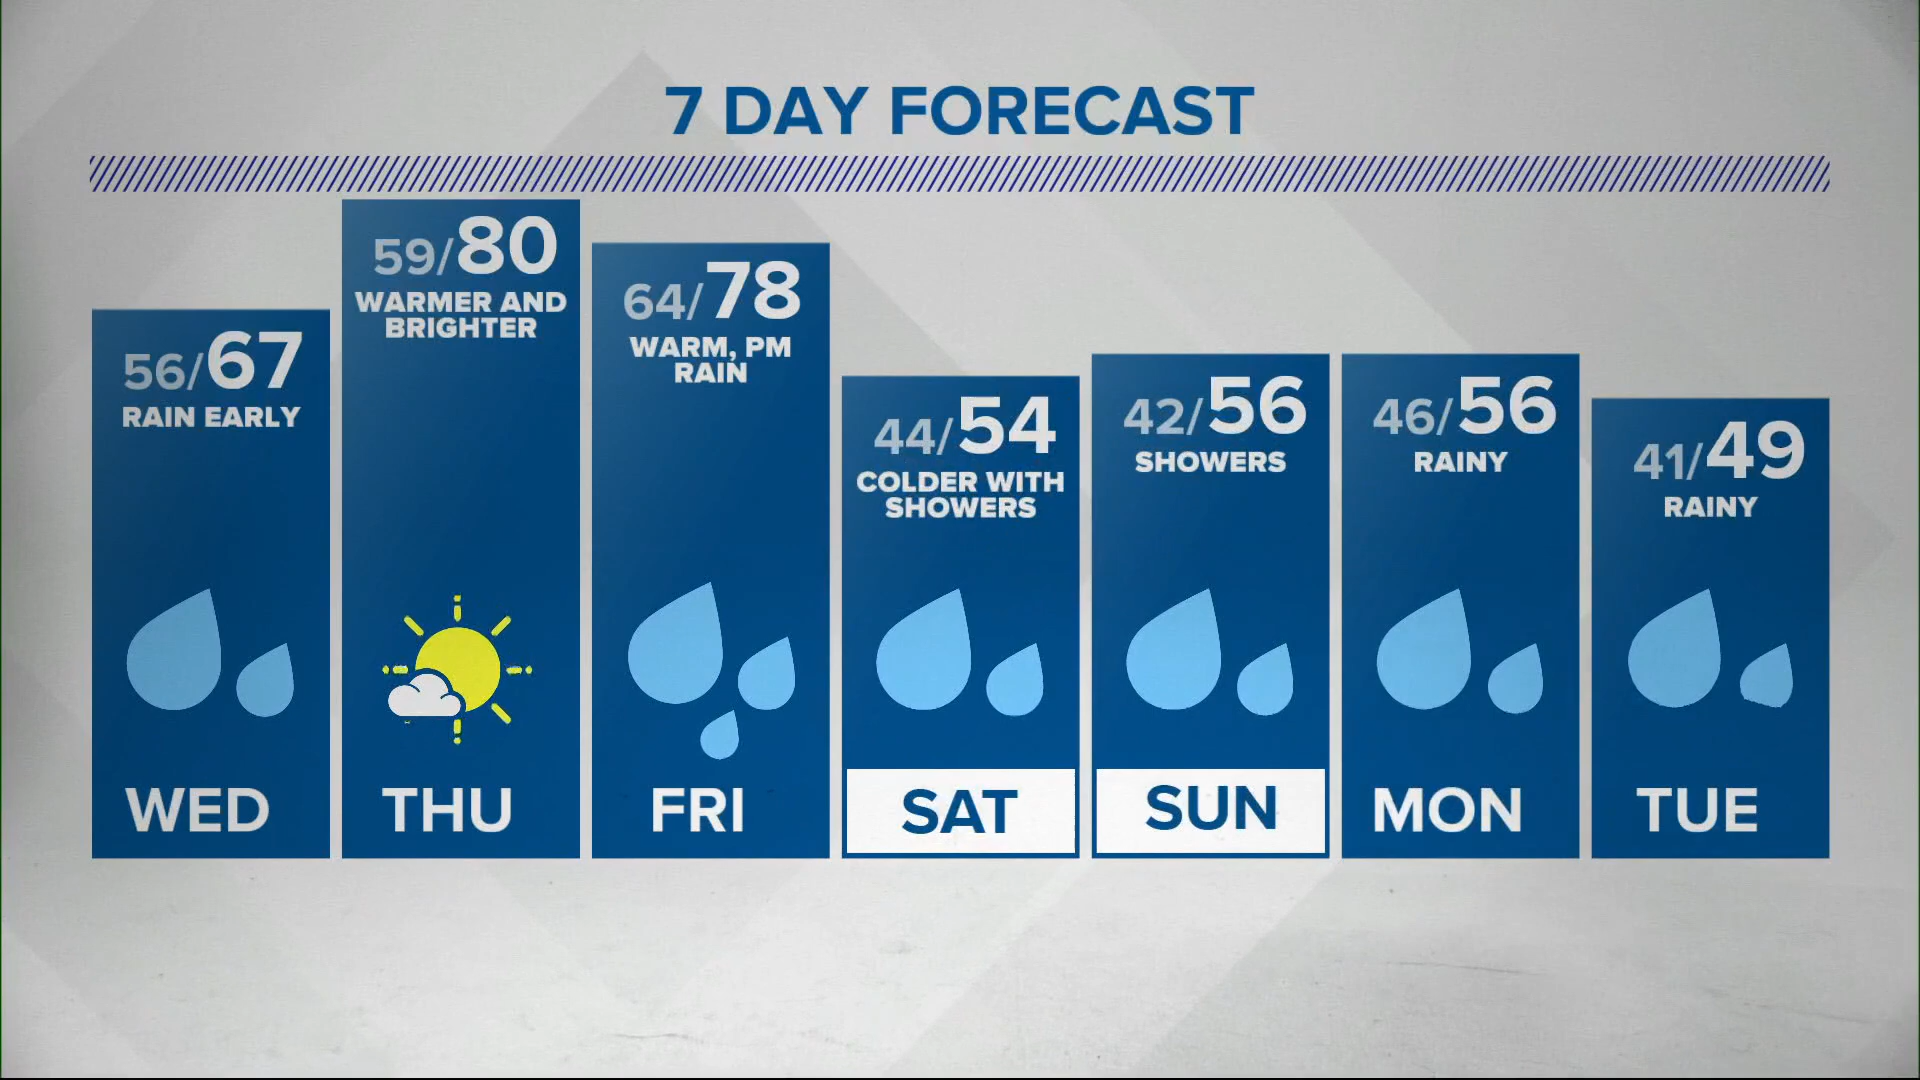 7 DAY FORECAST
56/67
RAIN EARLY
WED
59/80
WARMER AND
BRIGHTER
THU
64/78
WARM, PM
RAIN
FRI
44/54
COLDER WITH
SHOWERS
SAT
42/56
SHOWERS
SUN
46/56
RAINY
MON
41/49
RAINY
TUE